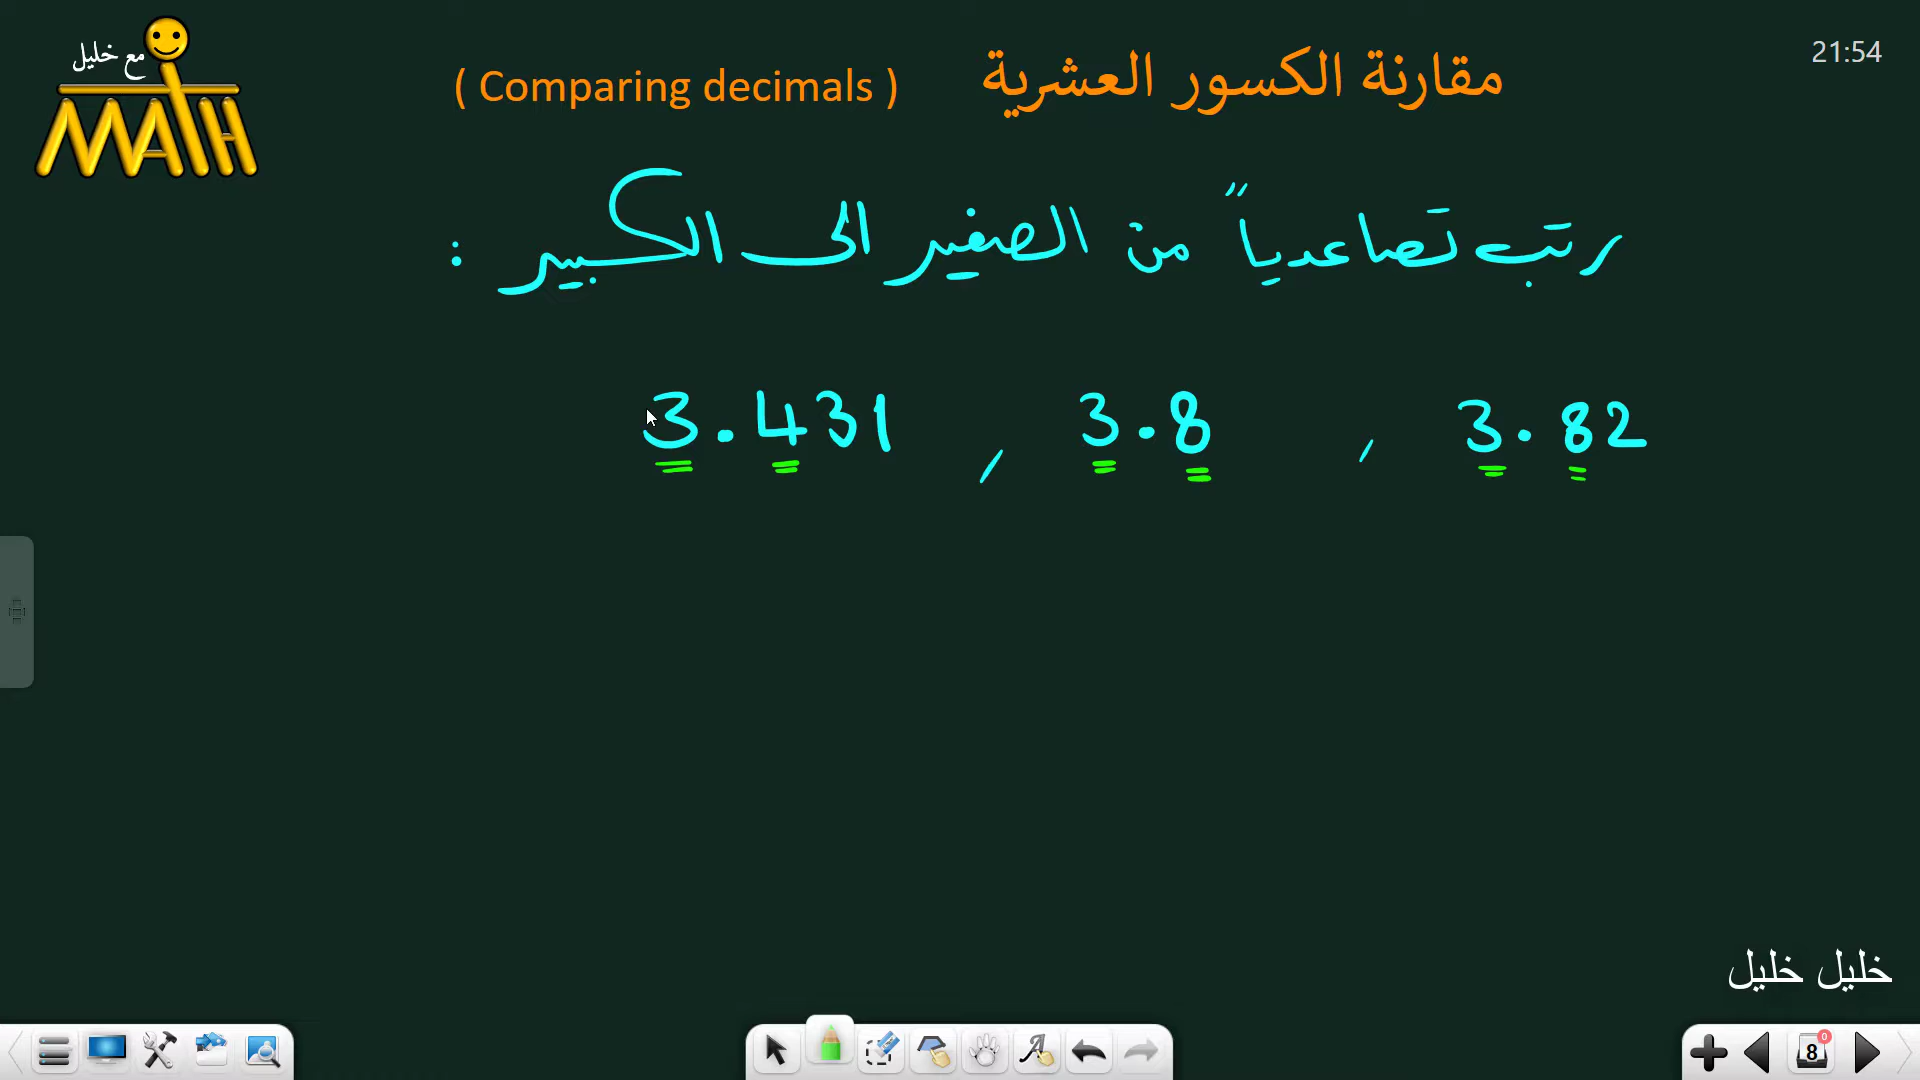 مع خليل
MATH
مقارنة الكسور العشرية ( Comparing decimals )
21:54
رتب تصاعدياً من الصغير الى الكبير :
3.431 , 3.8 , 3.82
خليل خليل
8
0